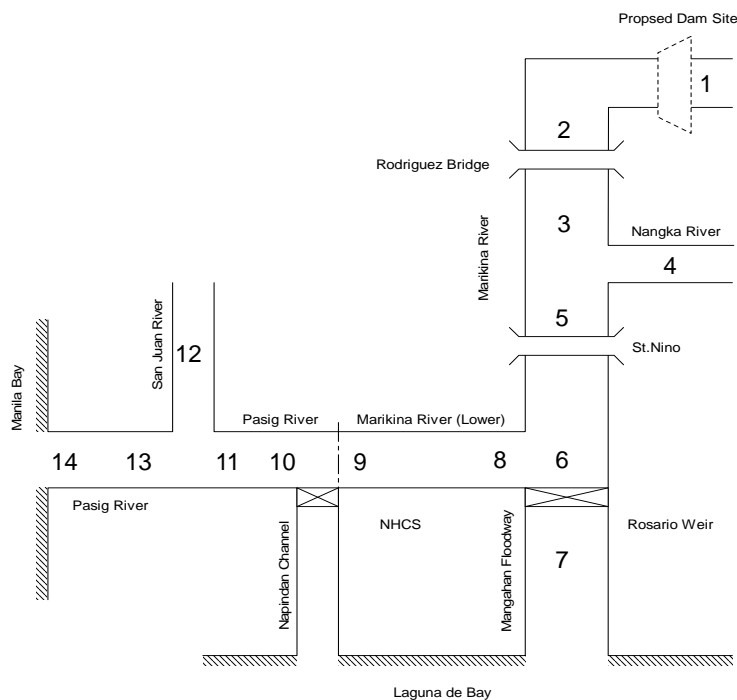 Propsed Dam Site
1
2
Rodriguez Bridge
3
Nangka River
4
Marikina River
5
St.Nino
San Juan River
12
Manila Bay
Pasig River
Marikina River (Lower)
14
13
11
10
9
8
6
Pasig River
NHCS
Rosario Weir
Napindan Channel
Mangahan Floodway
7
Laguna de Bay